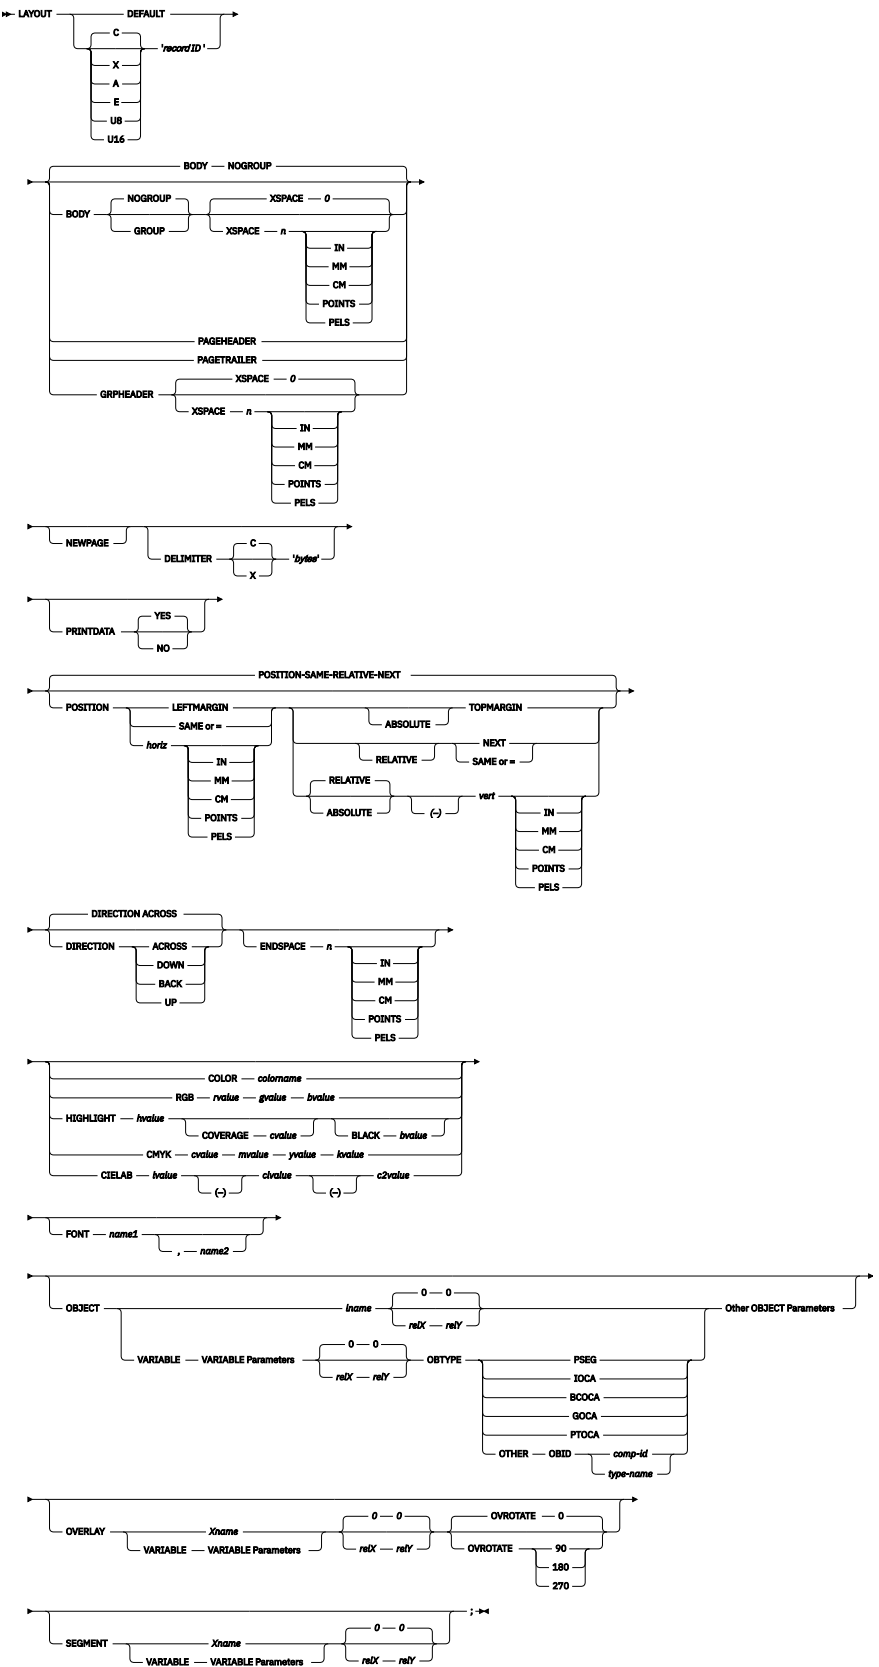 LAYOUT DEFAULT
C
'record ID '
X
A
E
U8
U16
BODY NOGROUP
NOGROUP XSPACE 0
BODY
GROUP XSPACE n
IN
MM
CM
POINTS
PELS
PAGEHEADER
PAGETRAILER
XSPACE 0
GRPHEADER
XSPACE n
IN
MM
CM
POINTS
PELS
NEWPAGE
C
DELIMITER 'bytes'
X
YES
PRINTDATA
NO
POSITION-SAME-RELATIVE-NEXT
POSITION LEFTMARGIN TOPMARGIN
SAME or = ABSOLUTE
horiz NEXT
IN RELATIVE SAME or =
MM RELATIVE
CM vert
POINTS ABSOLUTE (–) IN
PELS MM
CM
POINTS
PELS
DIRECTION ACROSS
DIRECTION ACROSS ENDSPACE n
DOWN IN
BACK MM
UP CM
POINTS
PELS
COLOR colorname
RGB rvalue gvalue bvalue
HIGHLIGHT hvalue
COVERAGE cvalue BLACK bvalue
CMYK cvalue mvalue yvalue kvalue
CIELAB lvalue clvalue c2value
(–) (–)
FONT name1
, name2
0 0
OBJECT iname Other OBJECT Parameters
relX relY
0 0
VARIABLE VARIABLE Parameters OBTYPE PSEG
relX relY
IOCA
BCOCA
GOCA
PTOCA
OTHER OBID comp-id
type-name
0 0 OVROTATE 0
OVERLAY Xname
VARIABLE VARIABLE Parameters relX relY OVROTATE 90
180
270
;
0 0
SEGMENT Xname
VARIABLE VARIABLE Parameters relX relY